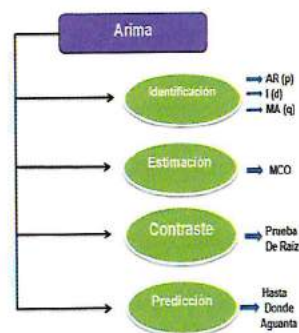 Arima
Identificación
AR (p)
I (d)
MA (q)
Estimación
MCO
Contraste
Prueba
De Raiz
Predicción
Hasta
Donde
Aguanta